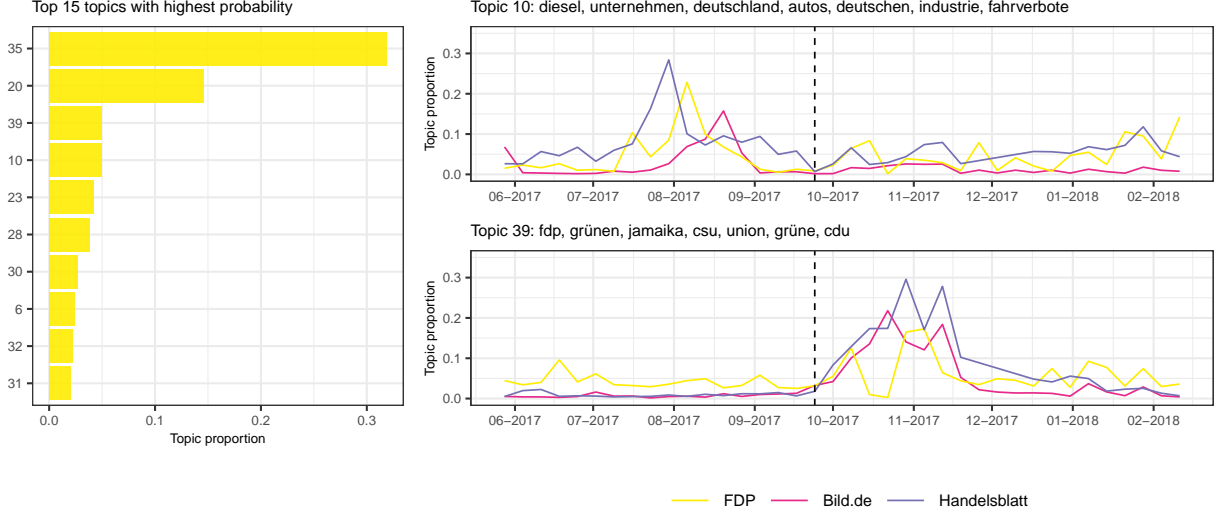 Top 15 topics with highest probability
35
20
39
10
23
28
30
6
32
31
0.0 0.1 0.2 0.3
Topic proportion
Topic 10: diesel, unternehmen, deutschland, autos, deutschen, industrie, fahrverbote
Topic proportion
0.3
0.2
0.1
0.0
06–2017 07–2017 08–2017 09–2017 10–2017 11–2017 12–2017 01–2018 02–2018
Topic 39: fdp, grünen, jamaika, csu, union, grüne, cdu
Topic proportion
0.3
0.2
0.1
0.0
06–2017 07–2017 08–2017 09–2017 10–2017 11–2017 12–2017 01–2018 02–2018
FDP Bild.de Handelsblatt